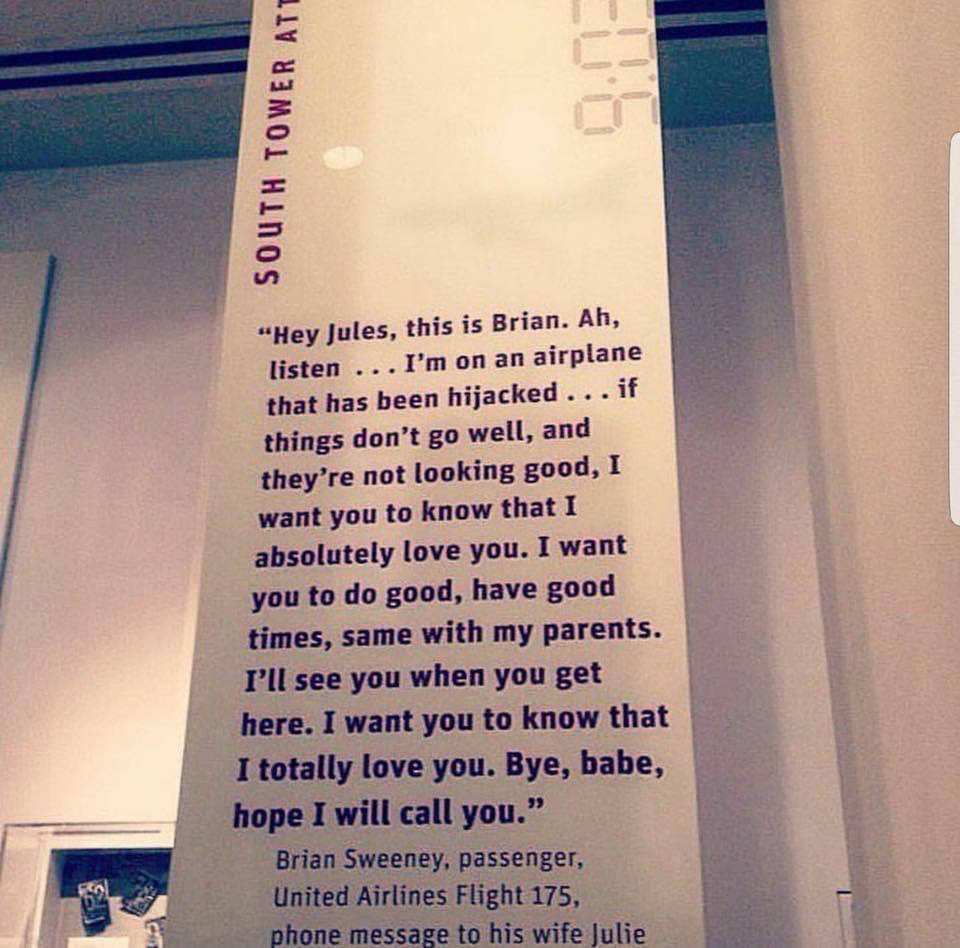 SOUTH TOWER ATT
9:03
“Hey Jules, this is Brian. Ah,
listen ... I’m on an airplane
that has been hijacked ... if
things don’t go well, and
they’re not looking good, I
want you to know that I
absolutely love you. I want
you to do good, have good
times, same with my parents.
I’ll see you when you get
here. I want you to know that
I totally love you. Bye, babe,
hope I will call you.”
Brian Sweeney, passenger,
United Airlines Flight 175,
phone message to his wife Julie